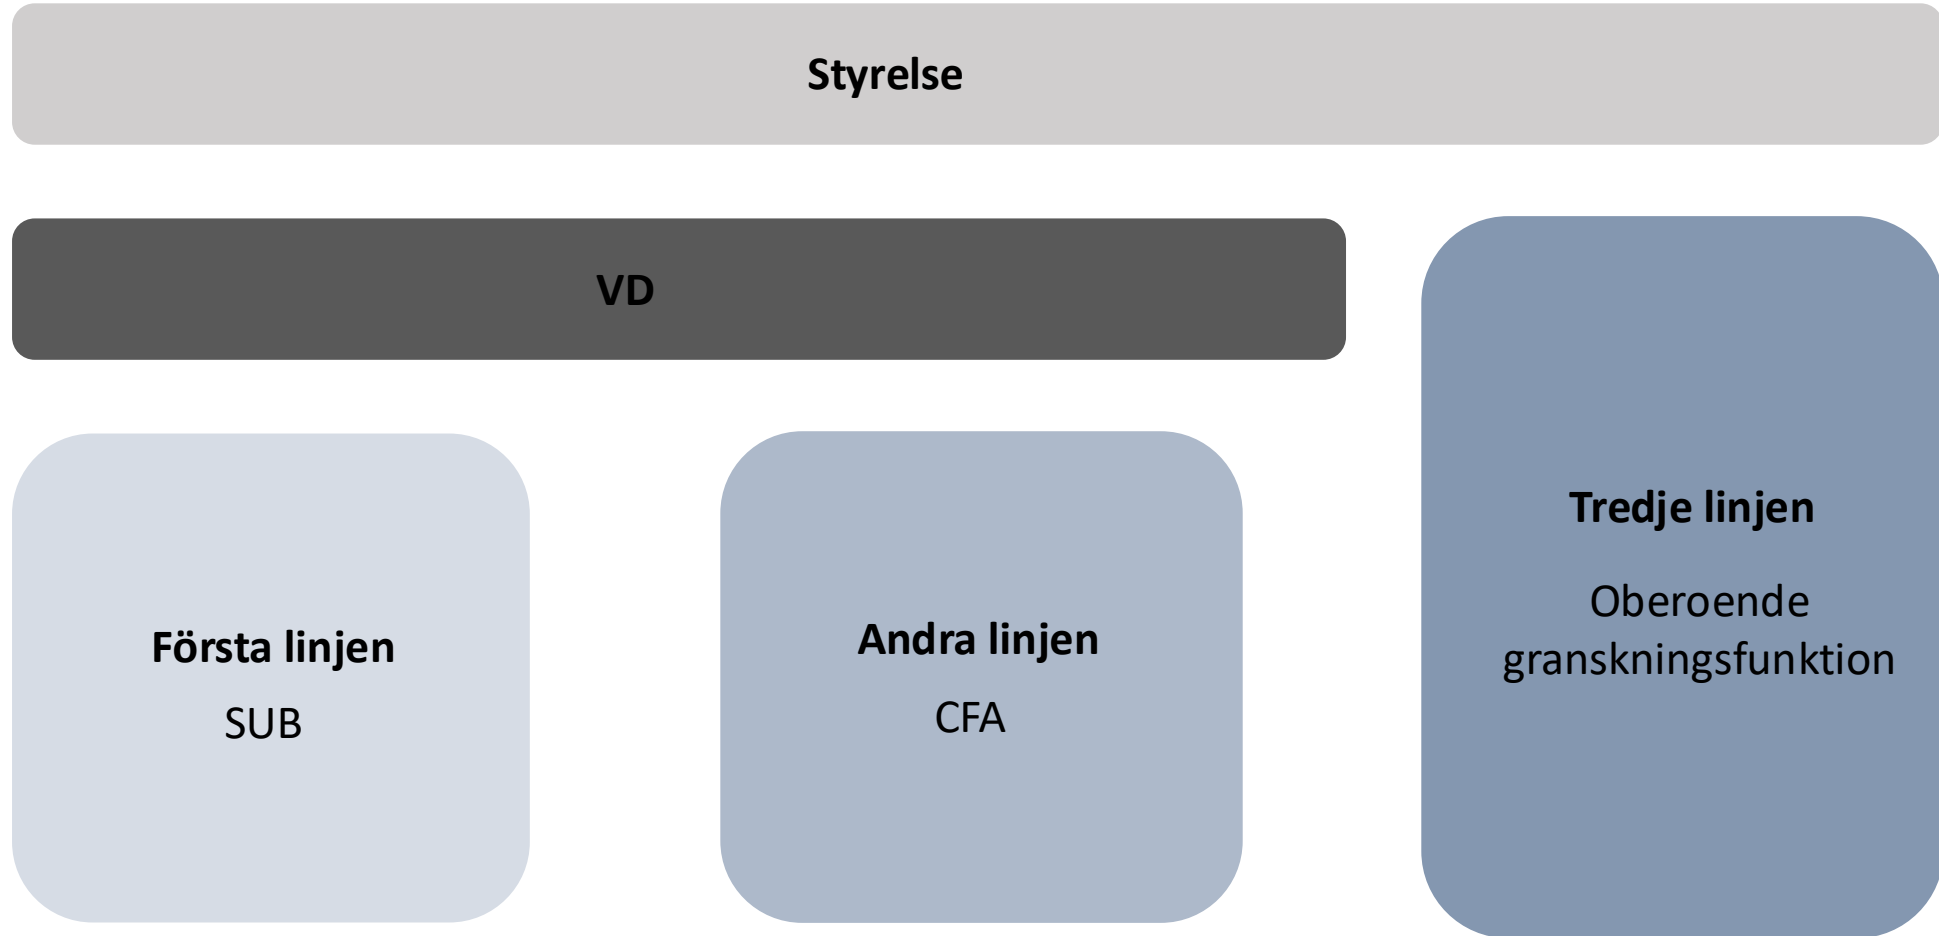 Styrelse
VD
Första linjen
SUB
Andra linjen
CFA
Tredje linjen
Oberoende
granskningsfunktion